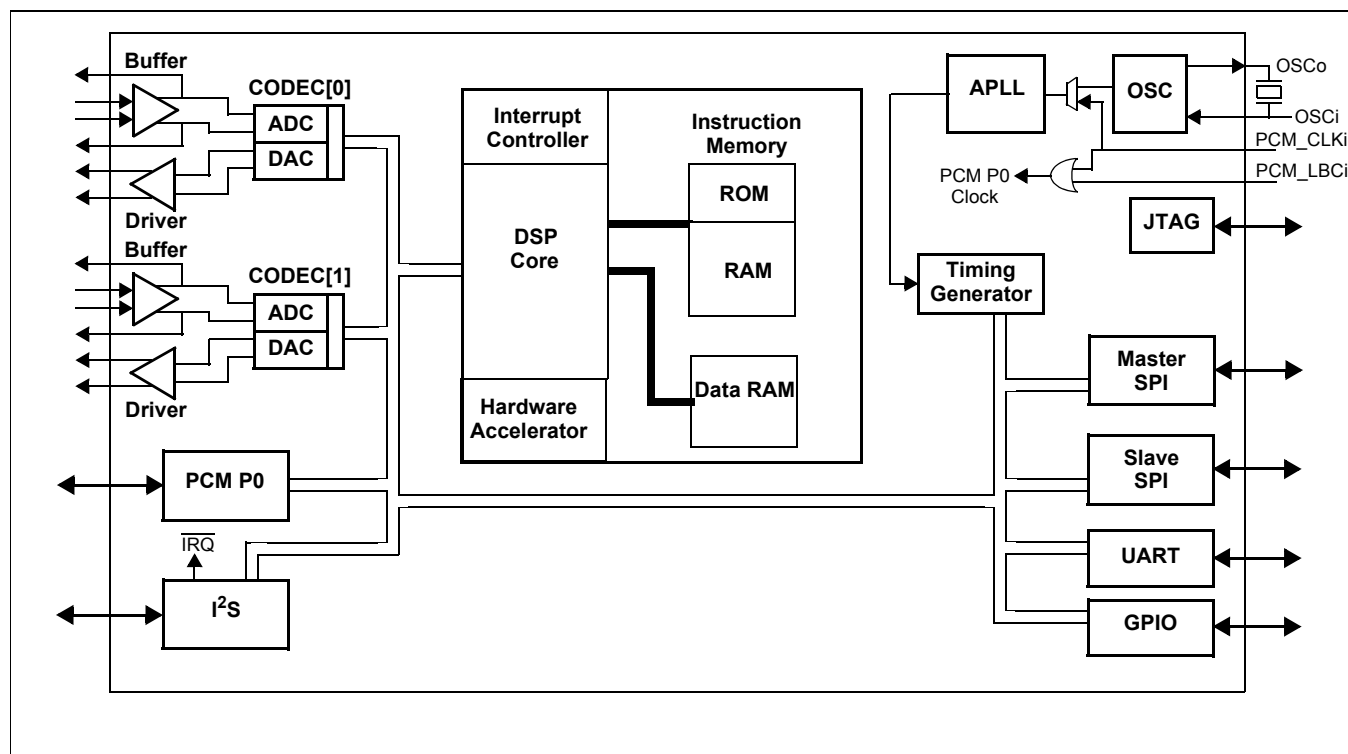 Buffer
CODEC[0]
ADC
DAC
Driver
Buffer
CODEC[1]
ADC
DAC
Driver
PCM P0
IRQ
I²S
Interrupt
Controller
DSP
Core
Hardware
Accelerator
Instruction
Memory
ROM
RAM
Data RAM
APLL
OSC
OSCo
OSCi
PCM_CLKi
PCM_LBCi
PCM P0
Clock
JTAG
Timing
Generator
Master
SPI
Slave
SPI
UART
GPIO